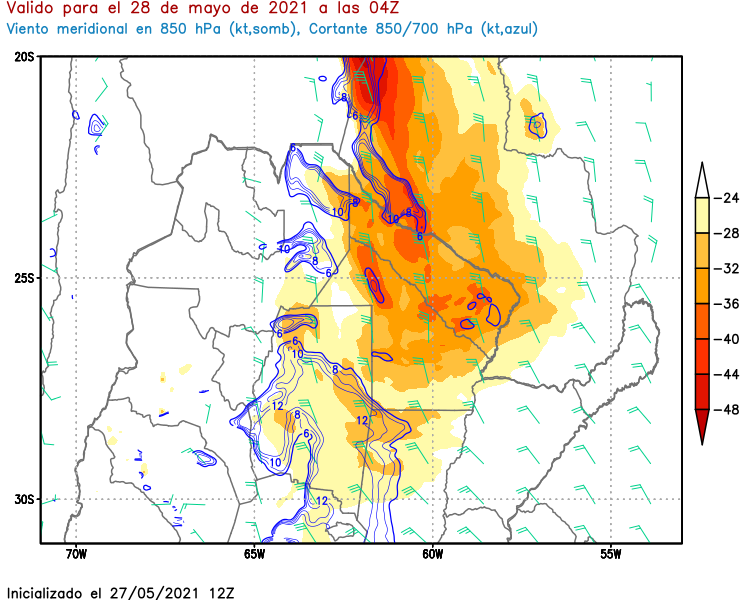 Valido para el 28 de mayo de 2021 a las 04Z
Viento meridional en 850 hPa (kt,somb), Cortante 850/700 hPa (kt,azul)
20S
25S
30S
70W
65W
60W
55W
-24
-28
-32
-36
-40
-44
-48
8
6
6
8
10
10
8
6
10
8
6
6
6
10
8
12
8
12
6
10
12
Inicializado el 27/05/2021 12Z